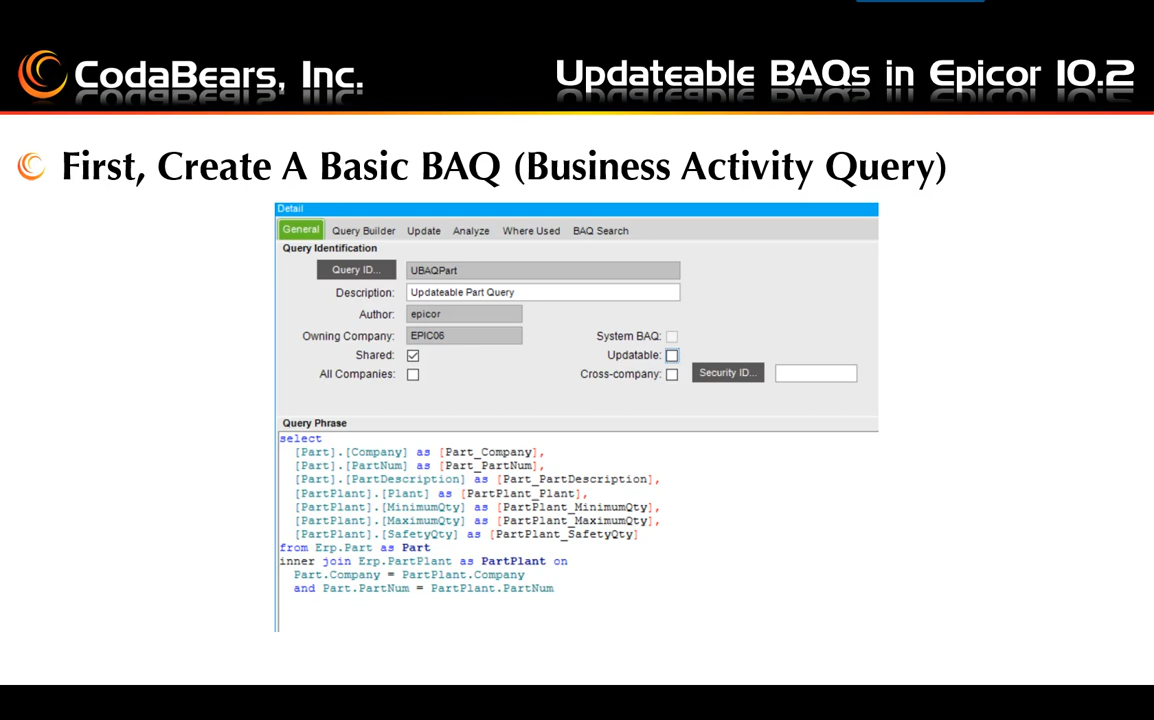 CodaBears, Inc.
Updateable BAQs in Epicor 10.2
First, Create A Basic BAQ (Business Activity Query)
Detail
General Query Builder Update Analyze Where Used BAQ Search
Query Identification
Query ID... UBAQPart
Description: Updateable Part Query
Author: epicor
Owning Company: EPIC06 System BAQ:
Shared: Updatable:
All Companies: Cross-company: Security ID...
Query Phrase
select
[Part].[Company] as [Part_Company],
[Part].[PartNum] as [Part_PartNum],
[Part].[PartDescription] as [Part_PartDescription],
[PartPlant].[Plant] as [PartPlant_Plant],
[PartPlant].[MinimumQty] as [PartPlant_MinimumQty],
[PartPlant].[MaximumQty] as [PartPlant_MaximumQty],
[PartPlant].[SafetyQty] as [PartPlant_SafetyQty]
from Erp.Part as Part
inner join Erp.PartPlant as PartPlant on
Part.Company = PartPlant.Company
and Part.PartNum = PartPlant.PartNum